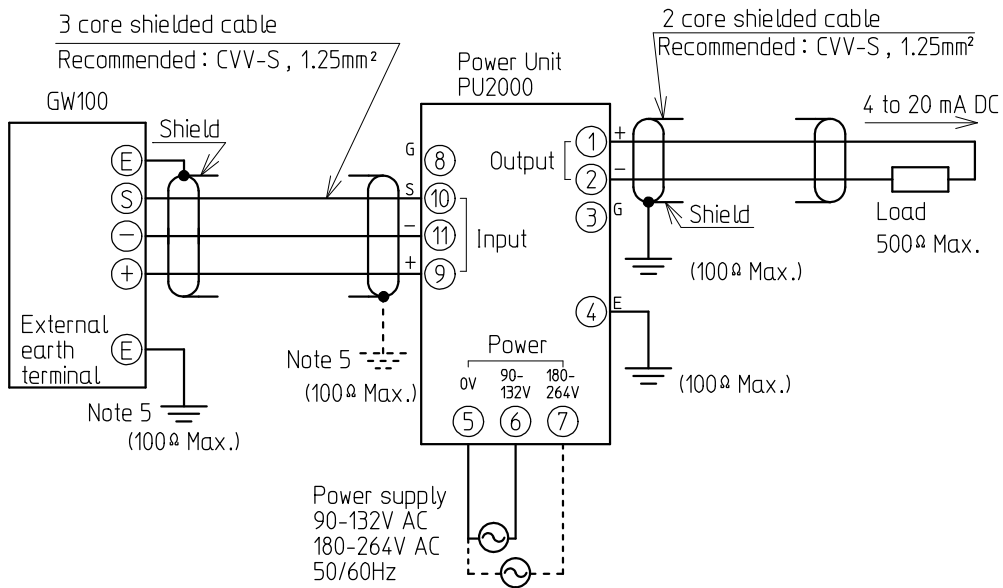 3 core shielded cable
Recommended : CVV-S , 1.25mm²
GW100
Shield
E
S
−
+
External
earth
terminal
E
Note 5
(100Ω Max.)
Note 5
(100Ω Max.)
Power Unit
PU2000
G 8
S 10
− 11
+ 9
Input
Output
1 +
2 −
3 G
4 E
Power
0V
90-
132V
180-
264V
5 6 7
2 core shielded cable
Recommended : CVV-S , 1.25mm²
4 to 20 mA DC
Shield
Load
500Ω Max.
(100Ω Max.)
(100Ω Max.)
Power supply
90-132V AC
180-264V AC
50/60Hz